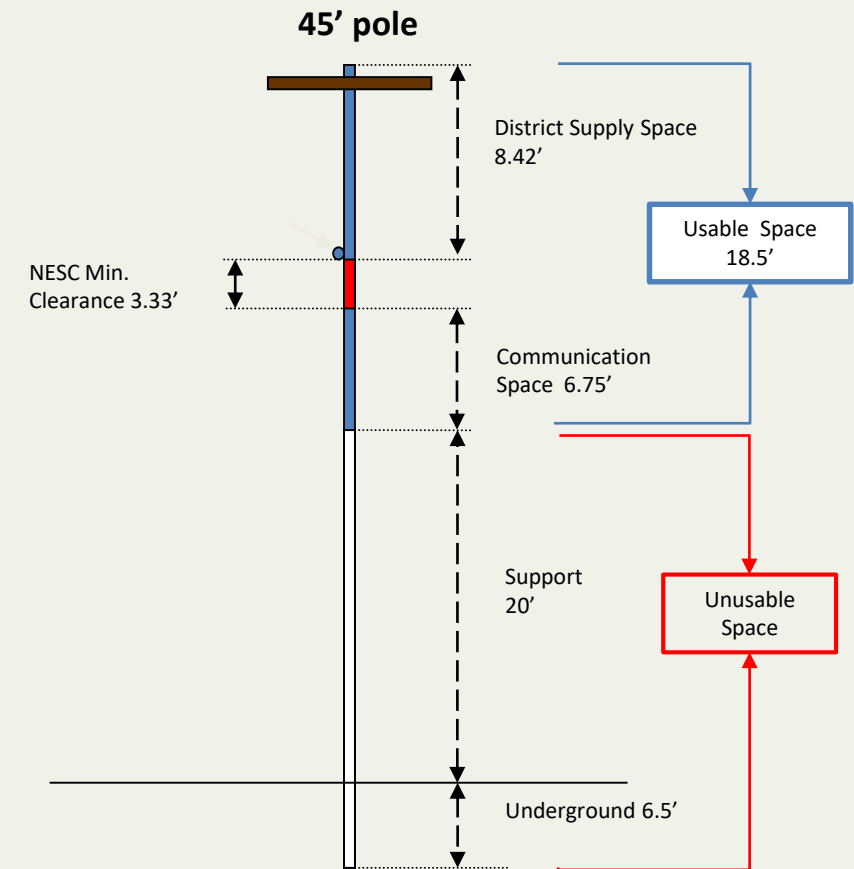 45’ pole
District Supply Space
8.42’
Usable Space
18.5’
NESC Min.
Clearance 3.33’
Communication
Space 6.75’
Support
20’
Unusable
Space
Underground 6.5’